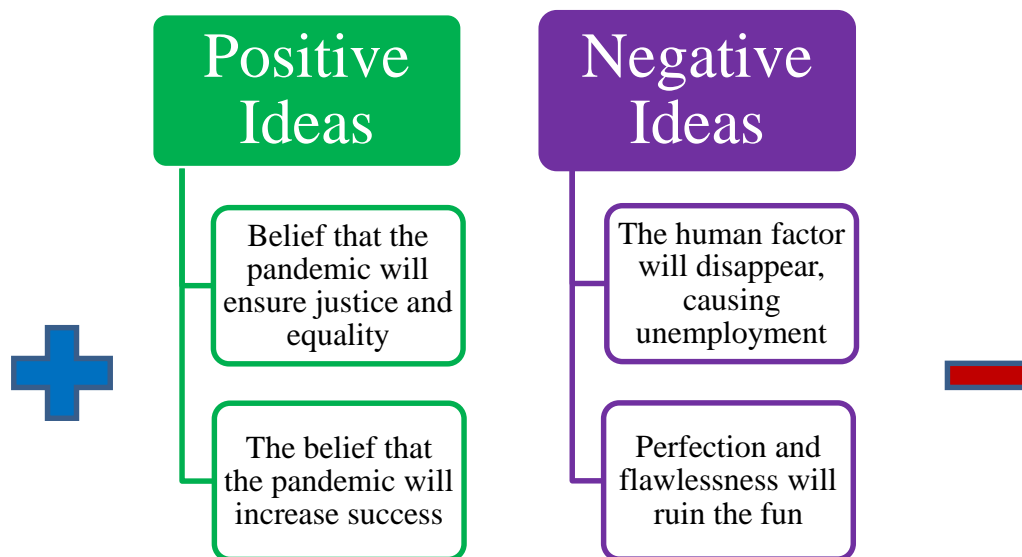 Positive
Ideas
Belief that the
pandemic will
ensure justice and
equality
The belief that
the pandemic will
increase success
Negative
Ideas
The human factor
will disappear,
causing
unemployment
Perfection and
flawlessness will
ruin the fun